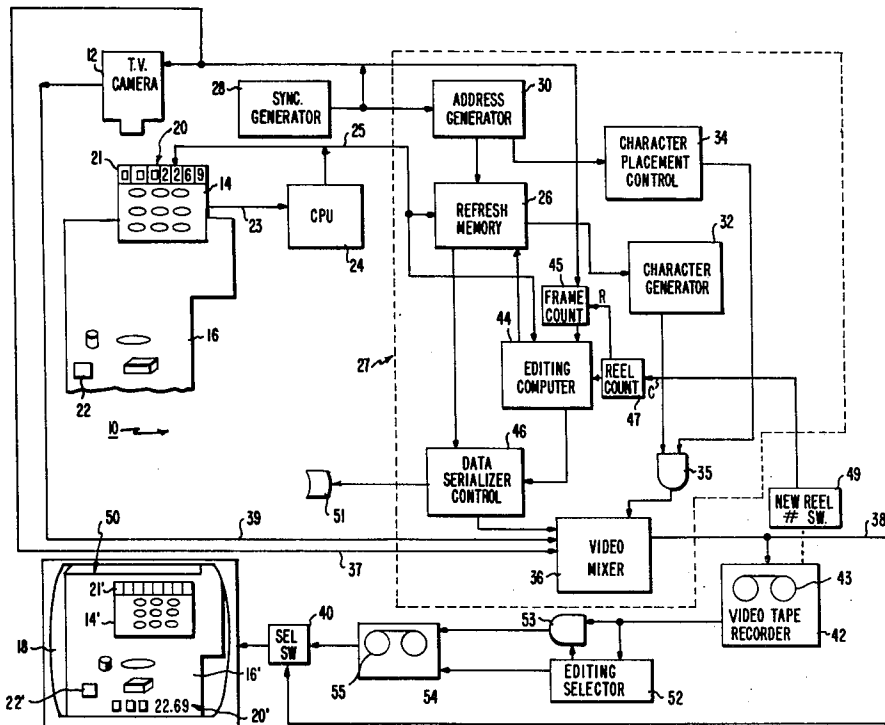 12
T.V.
CAMERA
28
SYNC.
GENERATOR
30
ADDRESS
GENERATOR
34
CHARACTER
PLACEMENT
CONTROL
20
25
21
2 2 6 9
14
23
CPU
24
26
REFRESH
MEMORY
32
CHARACTER
GENERATOR
45
FRAME
COUNT
R
44
EDITING
COMPUTER
REEL
COUNT
C
47
27
16
22
10
46
DATA
SERIALIZER
CONTROL
35
49
NEW REEL
# SW.
51
39
37
38
36
VIDEO
MIXER
50
21'
14'
18
16'
22'
22.69
20'
SEL
SW
40
55
54
53
EDITING
SELECTOR
52
43
VIDEO TAPE
RECORDER
42